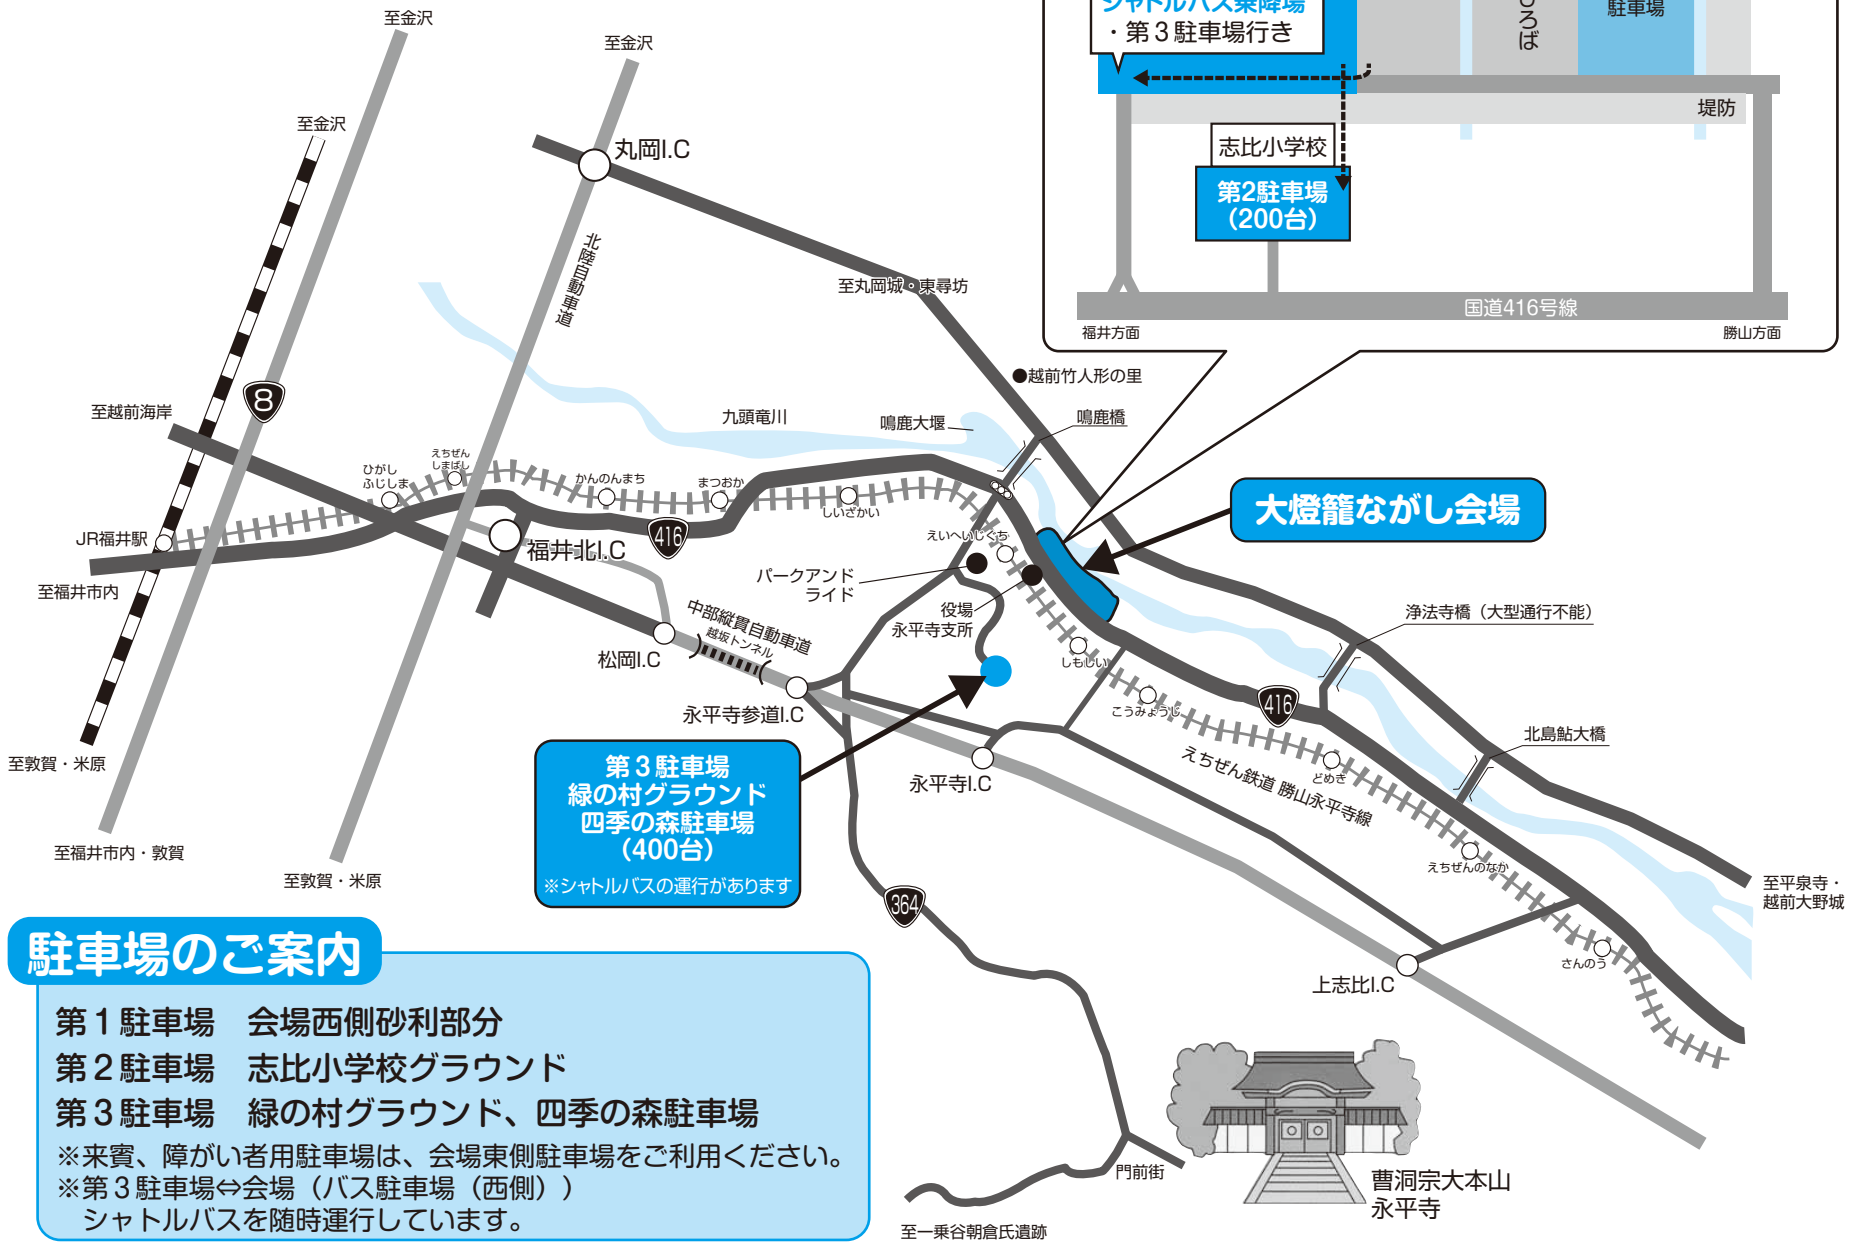 至金沢
至金沢
至金沢
丸岡I.C
北陸自動車道
至丸岡城・東尋坊
シャトルバス乗降場
・第3駐車場行き
ひろば
駐車場
堤防
志比小学校
第2駐車場
(200台)
国道416号線
福井方面
勝山方面
●越前竹人形の里
鳴鹿橋
鳴鹿大堰
九頭竜川
8
至越前海岸
ひがし
ふじしま
えちぜん
しまばし
かんのんまち
まつおか
しいざかい
大燈籠ながし会場
JR福井駅
福井北I.C
416
えいへいじぐち
パークアンド
ライド
至福井市内
役場
永平寺支所
浄法寺橋（大型通行不能）
中部縦貫自動車道
越坂トンネル
松岡I.C
しもしい
永平寺参道I.C
こうみょうじ
416
北島鮎大橋
至敦賀・米原
第3駐車場
緑の村グラウンド
四季の森駐車場
(400台)
※シャトルバスの運行があります
永平寺I.C
えちぜん鉄道 勝山永平寺線
どめき
至福井市内・敦賀
至敦賀・米原
えちぜんのなか
至平泉寺・
越前大野城
364
さんのう
上志比I.C
駐車場のご案内
第1駐車場　会場西側砂利部分
第2駐車場　志比小学校グラウンド
第3駐車場　緑の村グラウンド、四季の森駐車場
※来賓、障がい者用駐車場は、会場東側駐車場をご利用ください。
※第3駐車場⇔会場（バス駐車場（西側））
シャトルバスを随時運行しています。
門前街
曹洞宗大本山
永平寺
至一乗谷朝倉氏遺跡